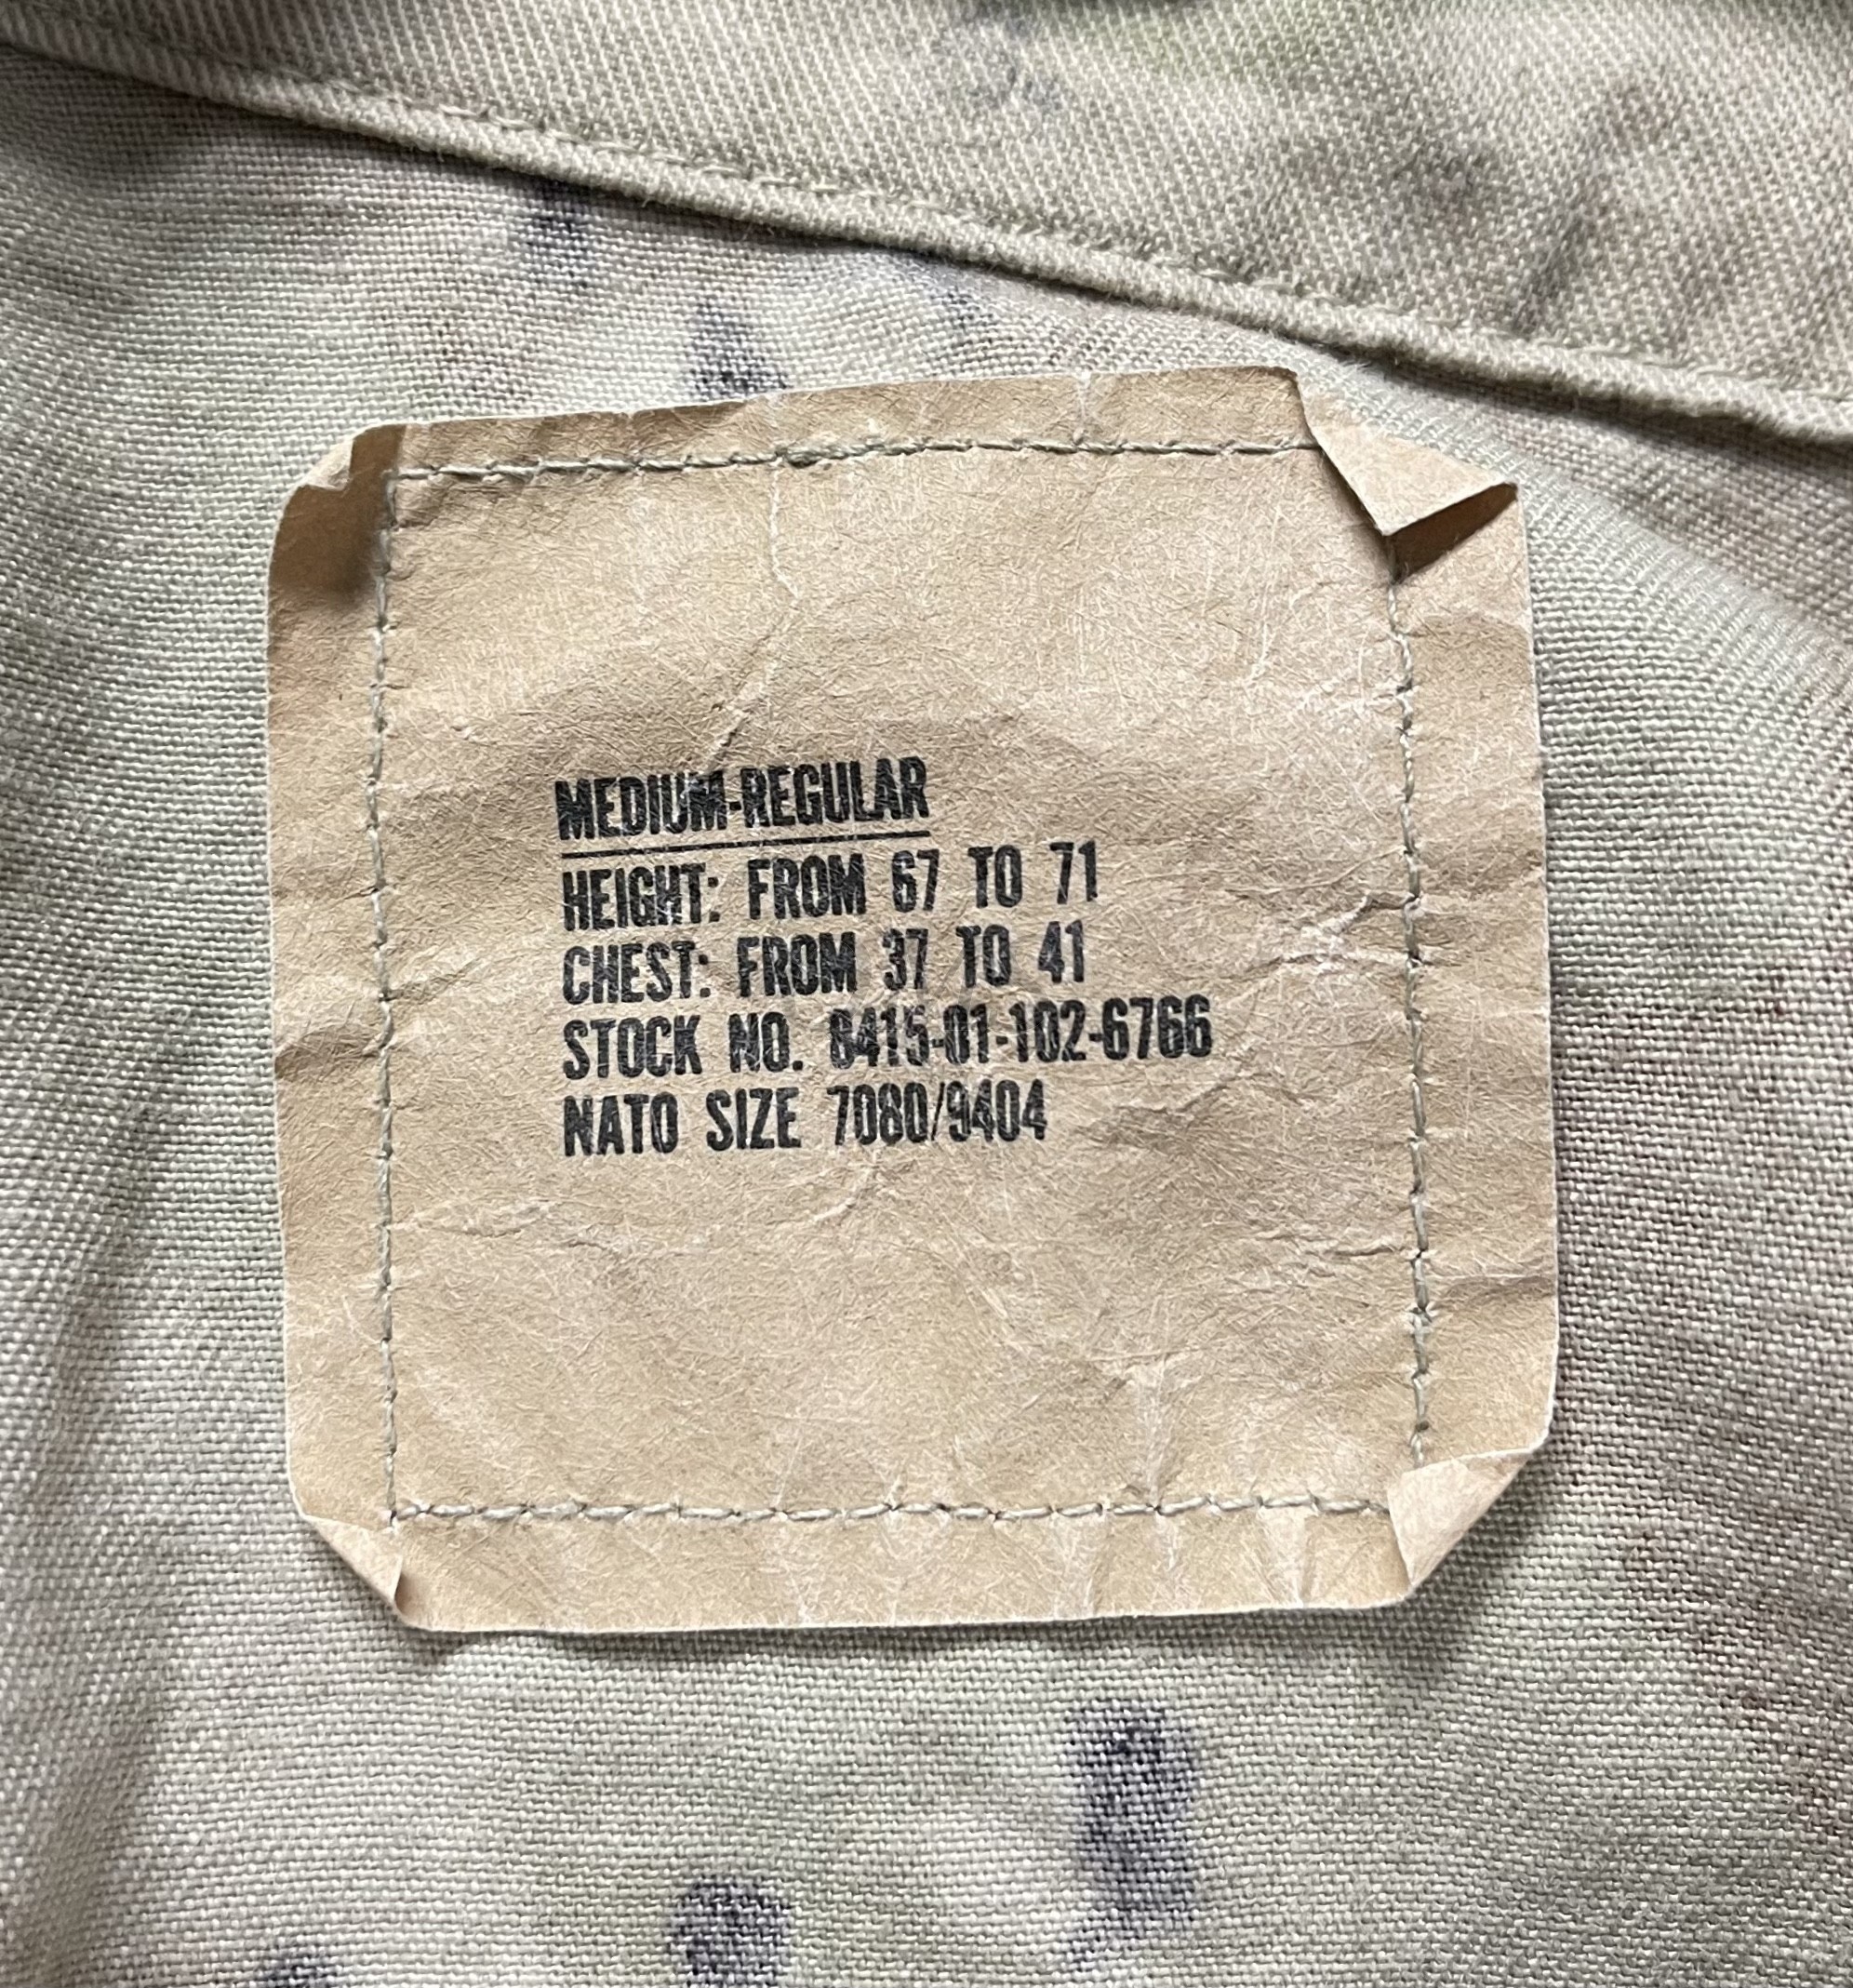 MEDIUM-REGULAR
HEIGHT: FROM 67 TO 71
CHEST: FROM 37 TO 41
STOCK NO. 8415-01-102-6766
NATO SIZE 7080/9404